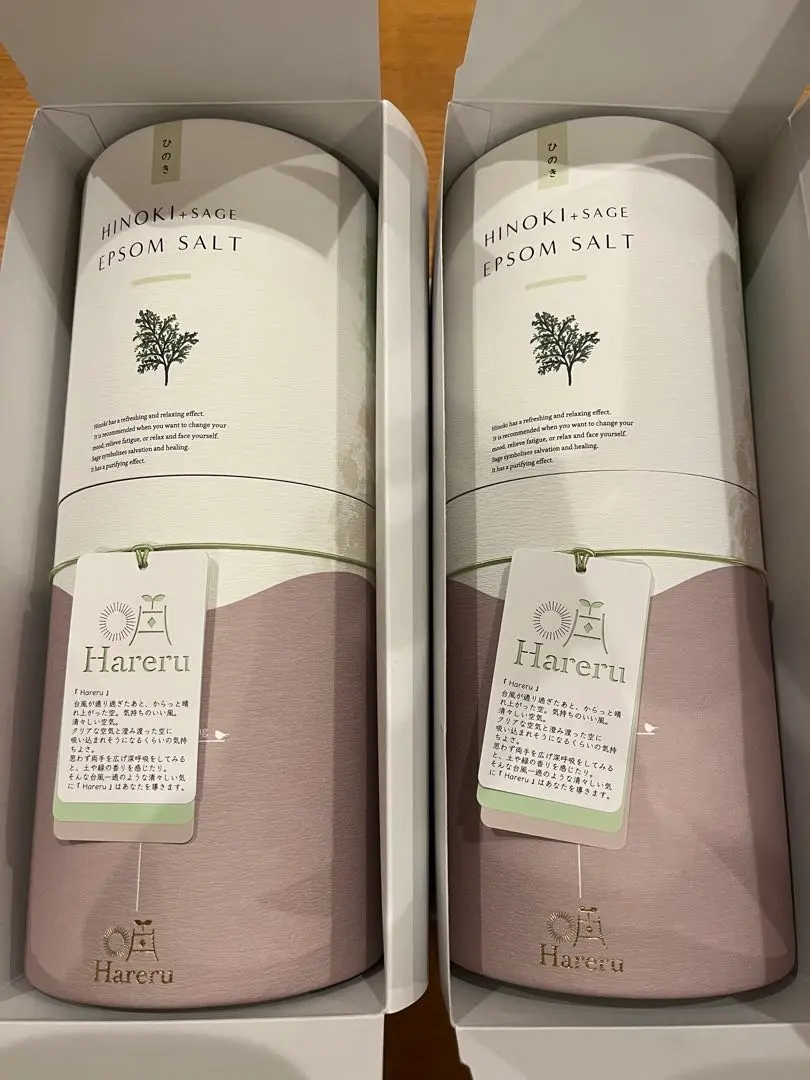 ひのき
HINOKI+SAGE
EPSOM SALT
Hinoki has a refreshing and relaxing effect.
It is recommended when you want to change your
mood, relieve fatigue, or relax and face yourself.
Sage symbolizes salvation and healing.
It has a purifying effect.
Hareru
『 Hareru 』
台風が通り過ぎたあと、からっと晴
れ上がった空。気持ちのいい風。
清々しい空気。
クリアな空気と澄み渡った空に
吸い込まれそうになるくらいの気持
ちよさ。
思わず両手を広げ深呼吸をしてみる
と、土や緑の香りを感じたり。
そんな台風一過のような清々しい気
に『 Hareru 』はあなたを導きます。
Hareru
ひのき
HINOKI+SAGE
EPSOM SALT
Hinoki has a refreshing and relaxing effect.
It is recommended when you want to change your
mood, relieve fatigue, or relax and face yourself.
Sage symbolizes salvation and healing.
It has a purifying effect.
Hareru
『 Hareru 』
台風が通り過ぎたあと、からっと晴
れ上がった空。気持ちのいい風。
清々しい空気。
クリアな空気と澄み渡った空に
吸い込まれそうになるくらいの気持
ちよさ。
思わず両手を広げ深呼吸をしてみる
と、土や緑の香りを感じたり。
そんな台風一過のような清々しい気
に『 Hareru 』はあなたを導きます。
Hareru